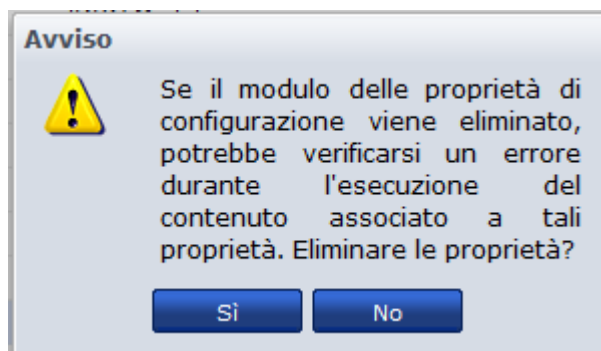 Avviso
Se il modulo delle proprietà di
configurazione viene eliminato,
potrebbe verificarsi un errore
durante l'esecuzione del
contenuto associato a tali
proprietà. Eliminare le proprietà?
Sì
No